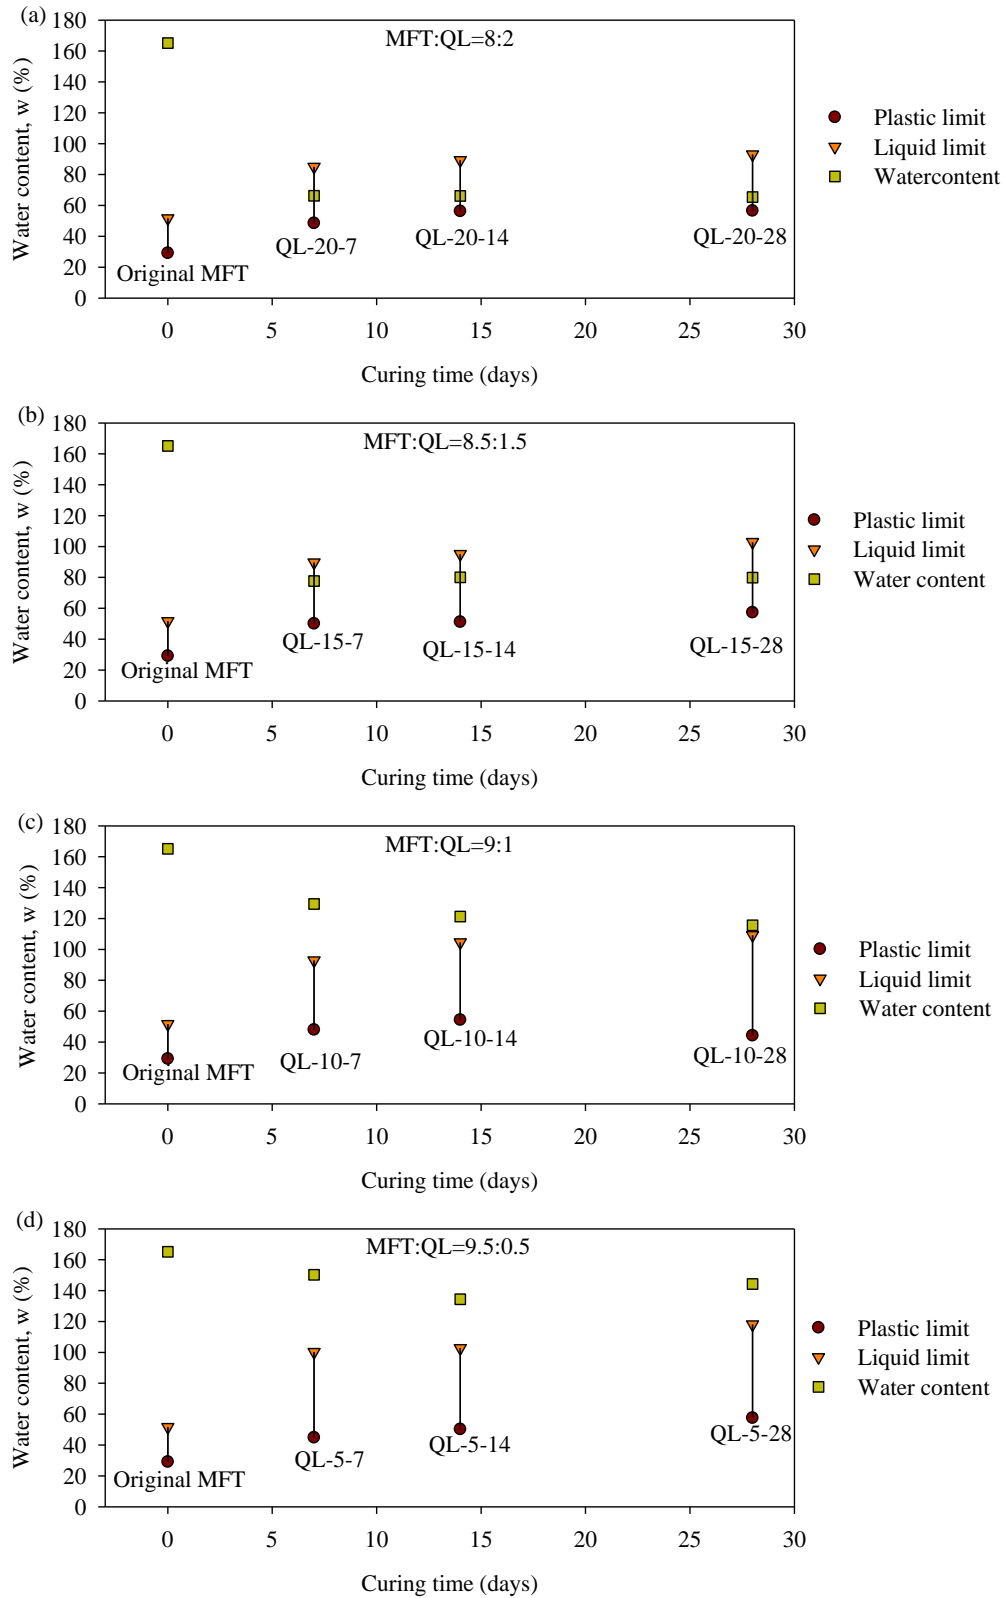 (a)
180
160
140
120
100
80
60
40
20
0
Water content, w (%)
MFT:QL=8:2
Original MFT
QL-20-7
QL-20-14
QL-20-28
0 5 10 15 20 25 30
Curing time (days)
Plastic limit
Liquid limit
Watercontent
(b)
180
160
140
120
100
80
60
40
20
0
Water content, w (%)
MFT:QL=8.5:1.5
Original MFT
QL-15-7
QL-15-14
QL-15-28
0 5 10 15 20 25 30
Curing time (days)
Plastic limit
Liquid limit
Water content
(c)
180
160
140
120
100
80
60
40
20
0
Water content, w (%)
MFT:QL=9:1
Original MFT
QL-10-7
QL-10-14
QL-10-28
0 5 10 15 20 25 30
Curing time (days)
Plastic limit
Liquid limit
Water content
(d)
180
160
140
120
100
80
60
40
20
0
Water content, w (%)
MFT:QL=9.5:0.5
Original MFT
QL-5-7
QL-5-14
QL-5-28
0 5 10 15 20 25 30
Curing time (days)
Plastic limit
Liquid limit
Water content